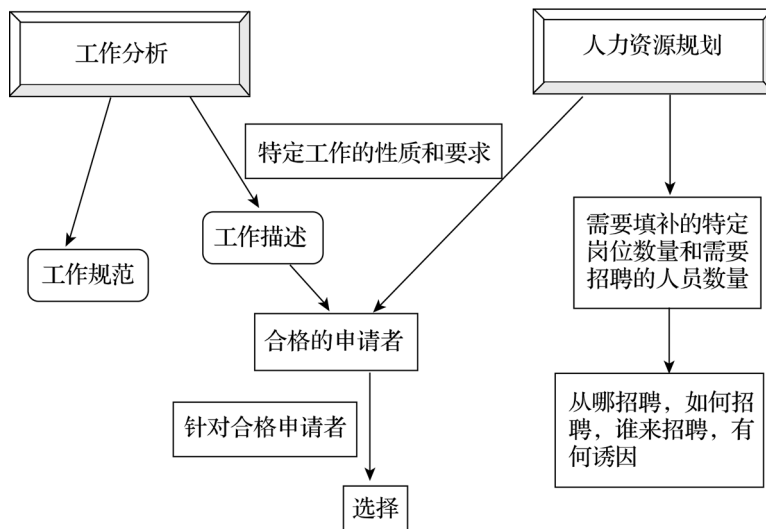 工作分析
人力资源规划
特定工作的性质和要求
工作描述
工作规范
需要填补的特定
岗位数量和需要
招聘的人员数量
合格的申请者
从哪招聘，如何招
聘，谁来招聘，有
何诱因
针对合格申请者
选择